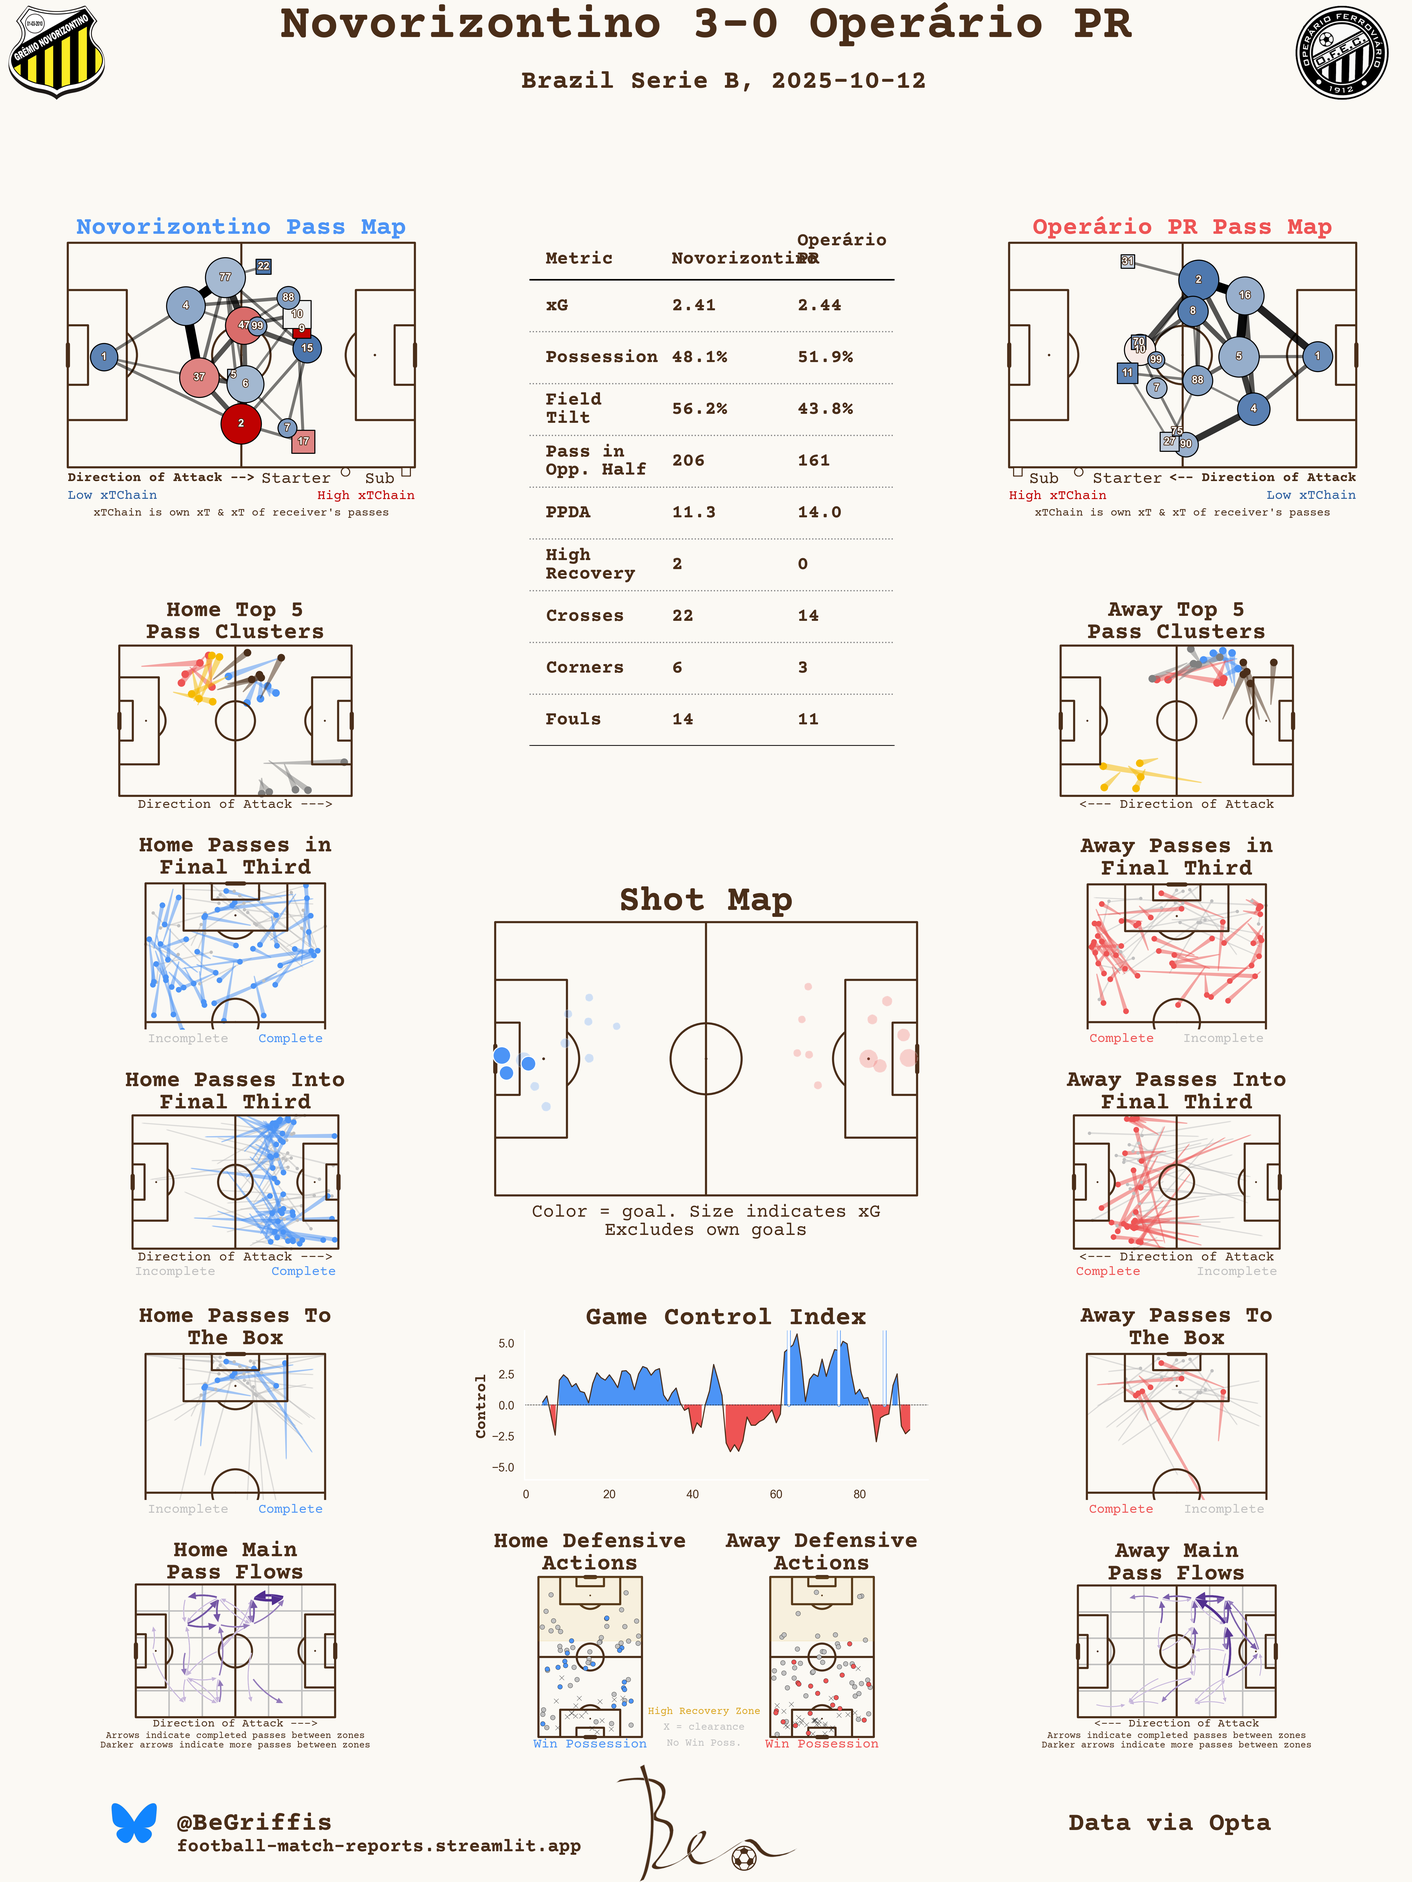 Novorizontino 3-0 Operário PR
Brazil Serie B, 2025-10-12
01-03-2010
GRÊMIO NOVORIZONTINO
OPERÁRIO FERROVIÁRIO
O.F.E.C.
1912
Novorizontino Pass Map
77
22
4
88
10
47
99
9
1
15
37
5
6
2
7
17
Direction of Attack --> Starter Sub
Low xTChain High xTChain
xTChain is own xT & xT of receiver's passes
Metric Novorizontino Operário PR
xG 2.41 2.44
Possession 48.1% 51.9%
Field
Tilt 56.2% 43.8%
Pass in
Opp. Half 206 161
PPDA 11.3 14.0
High
Recovery 2 0
Crosses 22 14
Corners 6 3
Fouls 14 11
Operário PR Pass Map
31
2
16
8
70
10
99
5
1
11
7
88
4
75
27
90
Sub Starter <-- Direction of Attack
High xTChain Low xTChain
xTChain is own xT & xT of receiver's passes
Home Top 5
Pass Clusters
Direction of Attack --->
Away Top 5
Pass Clusters
<--- Direction of Attack
Home Passes in
Final Third
Incomplete Complete
Shot Map
Color = goal. Size indicates xG
Excludes own goals
Away Passes in
Final Third
Complete Incomplete
Home Passes Into
Final Third
Direction of Attack --->
Incomplete Complete
Away Passes Into
Final Third
<--- Direction of Attack
Complete Incomplete
Home Passes To
The Box
Incomplete Complete
Game Control Index
Control
5.0
2.5
0.0
−2.5
−5.0
0 20 40 60 80
Away Passes To
The Box
Complete Incomplete
Home Main
Pass Flows
Direction of Attack --->
Arrows indicate completed passes between zones
Darker arrows indicate more passes between zones
Home Defensive
Actions
Win Possession
Away Defensive
Actions
Win Possession
High Recovery Zone
X = clearance
No Win Poss.
Away Main
Pass Flows
<--- Direction of Attack
Arrows indicate completed passes between zones
Darker arrows indicate more passes between zones
@BeGriffis
football-match-reports.streamlit.app
Ben
Data via Opta